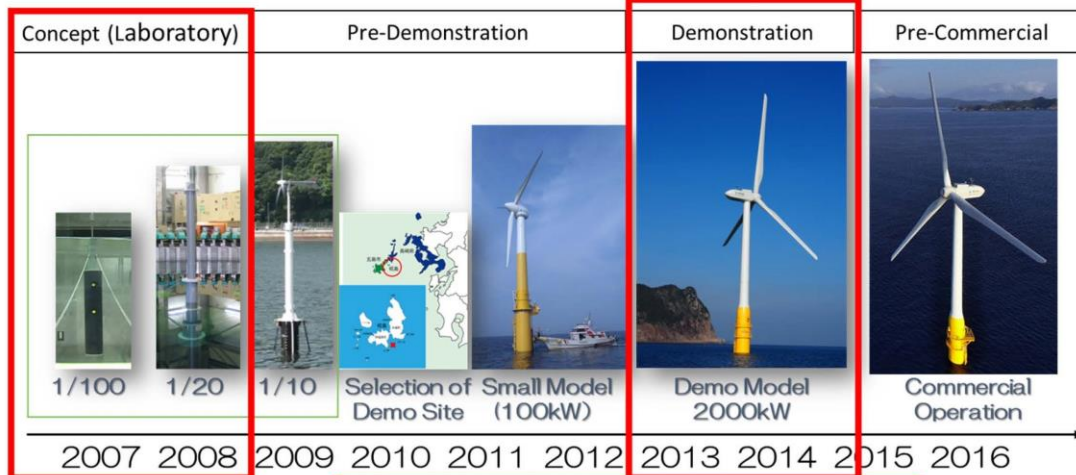 Concept (Laboratory)
Pre-Demonstration
Demonstration
Pre-Commercial
1/100
1/20
1/10
Selection of
Demo Site
Small Model
(100kW)
Demo Model
2000kW
Commercial
Operation
2007 2008 2009 2010 2011 2012 2013 2014 2015 2016